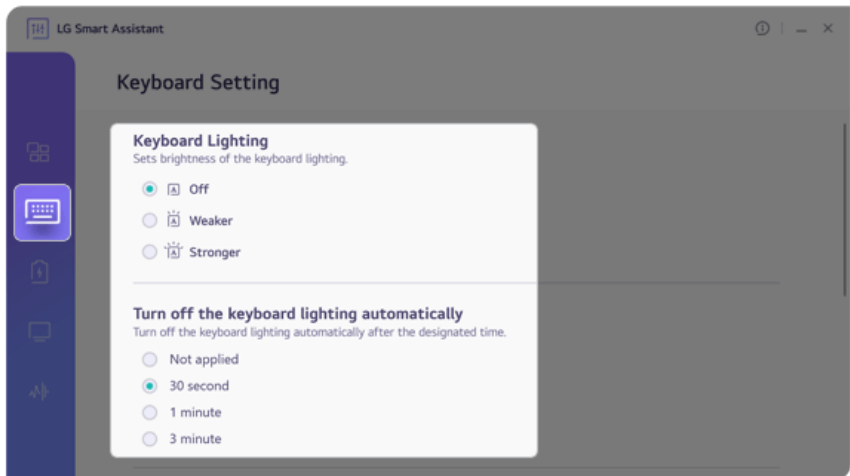 LG Smart Assistant
Keyboard Setting
Keyboard Lighting
Sets brightness of the keyboard lighting.
A Off
A Weaker
A Stronger
Turn off the keyboard lighting automatically
Turn off the keyboard lighting automatically after the designated time.
Not applied
30 second
1 minute
3 minute